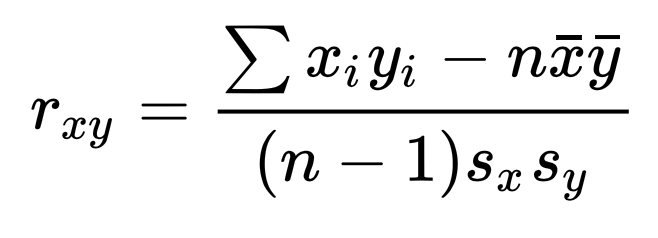 r_{xy} = \frac{\sum x_i y_i - n\bar{x}\bar{y}}{(n-1)s_x s_y}